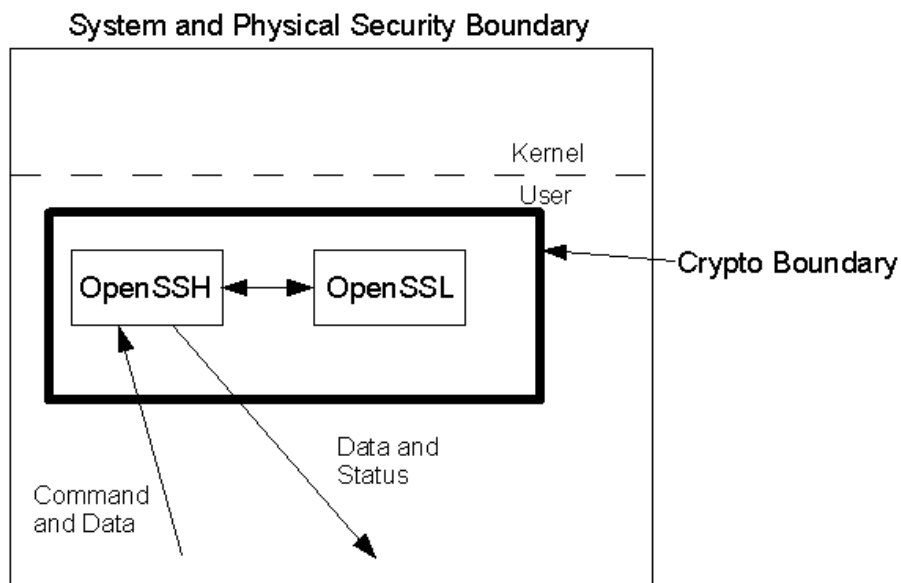 System and Physical Security Boundary
Kernel
User
OpenSSH
OpenSSL
Crypto Boundary
Data and
Status
Command
and Data